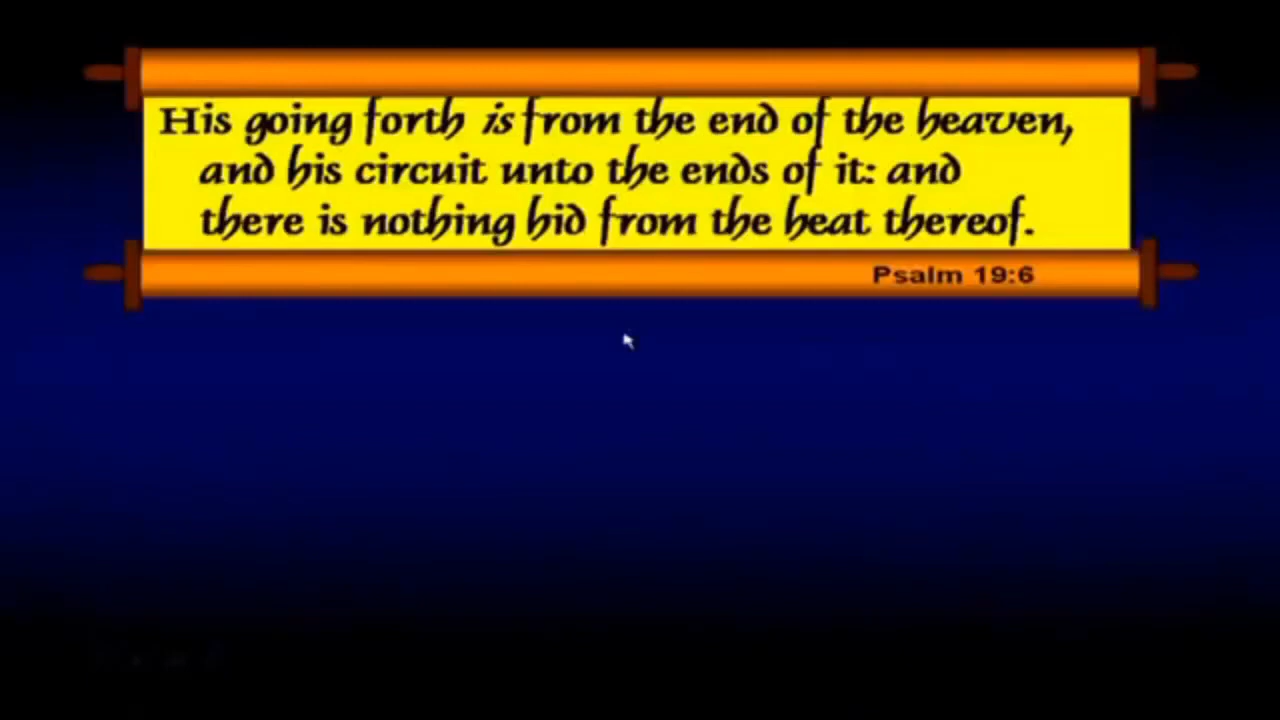 His going forth is from the end of the heaven,
and his circuit unto the ends of it: and
there is nothing hid from the heat thereof.
Psalm 19:6